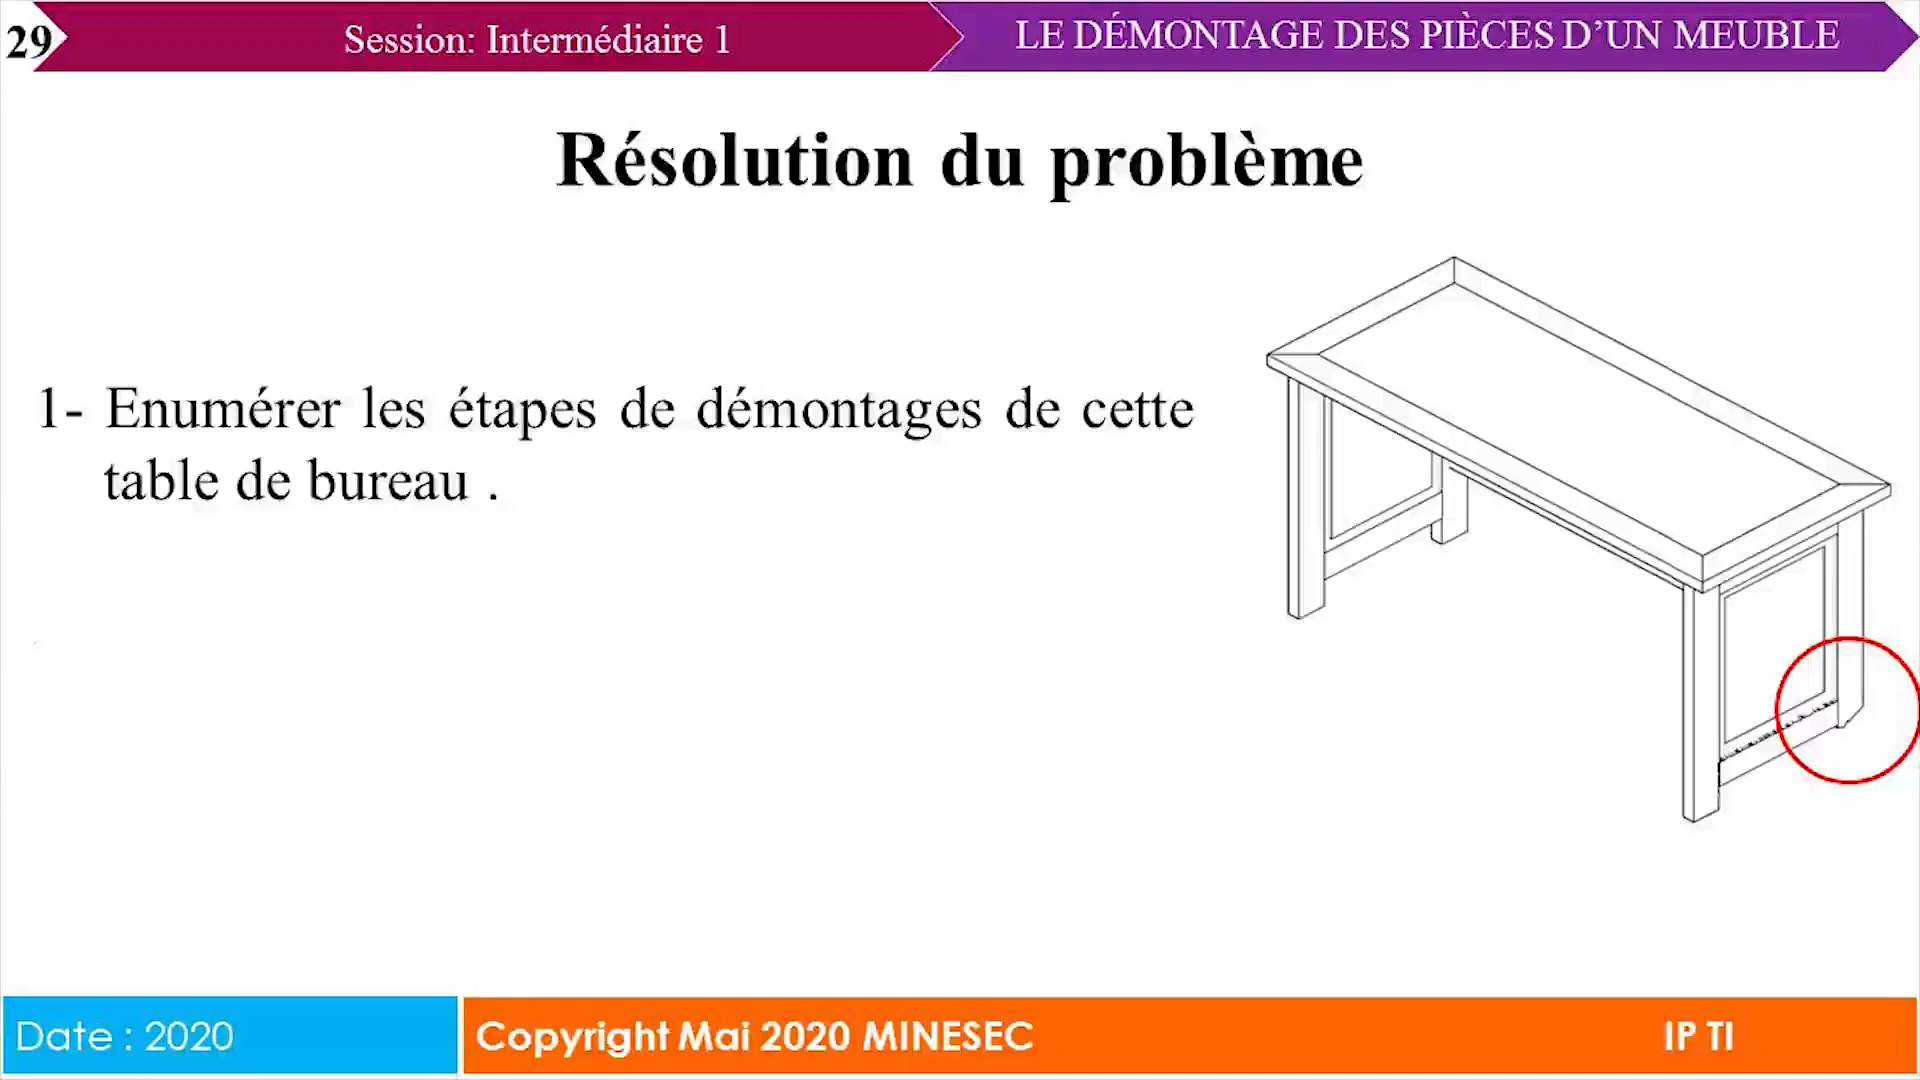 29
Session: Intermédiaire 1
LE DÉMONTAGE DES PIÈCES D’UN MEUBLE
Résolution du problème
1- Enumérer les étapes de démontages de cette
table de bureau .
Date : 2020
Copyright Mai 2020 MINESEC
IP TI